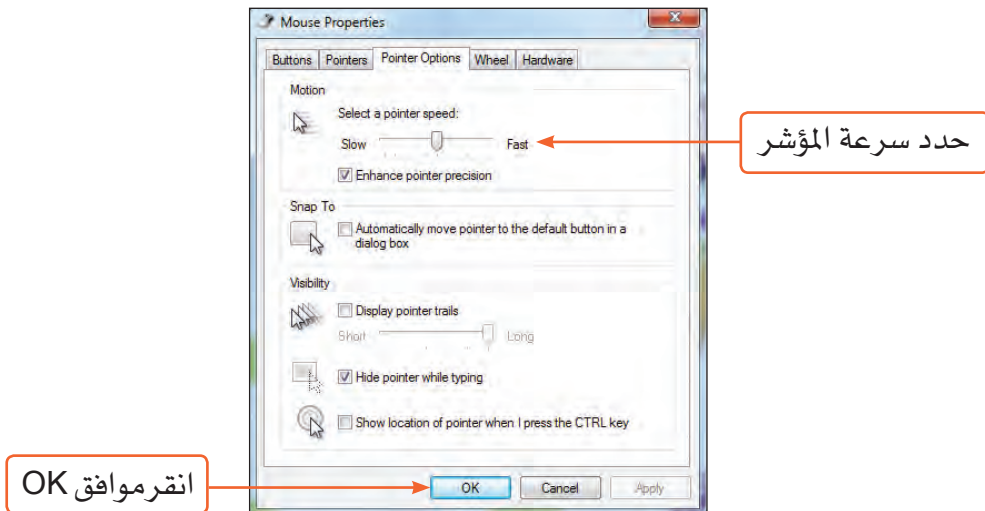 Mouse Properties
X
Buttons Pointers Pointer Options Wheel Hardware
Motion
Select a pointer speed:
Slow Fast
حدد سرعة المؤشر
Enhance pointer precision
Snap To
Automatically move pointer to the default button in a
dialog box
Visibility
Display pointer trails
Short Long
Hide pointer while typing
Show location of pointer when I press the CTRL key
انقر موافق OK
OK Cancel Apply